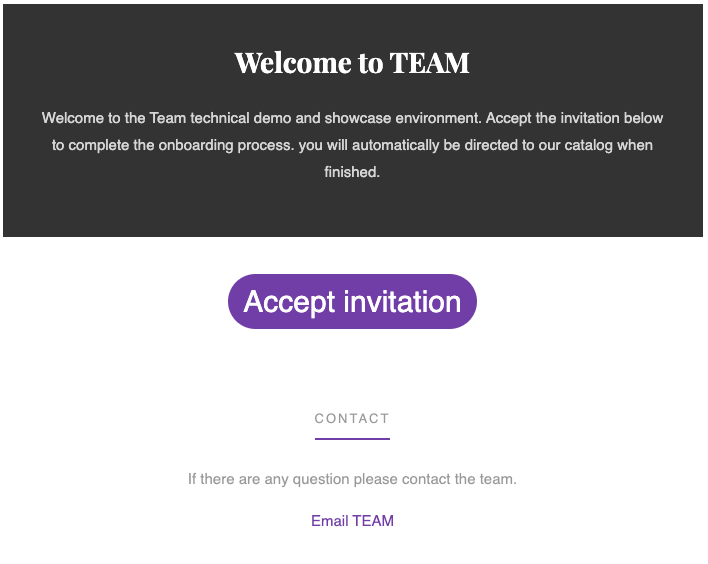 Welcome to TEAM
Welcome to the Team technical demo and showcase environment. Accept the invitation below
to complete the onboarding process. you will automatically be directed to our catalog when
finished.
Accept invitation
CONTACT
If there are any question please contact the team.
Email TEAM